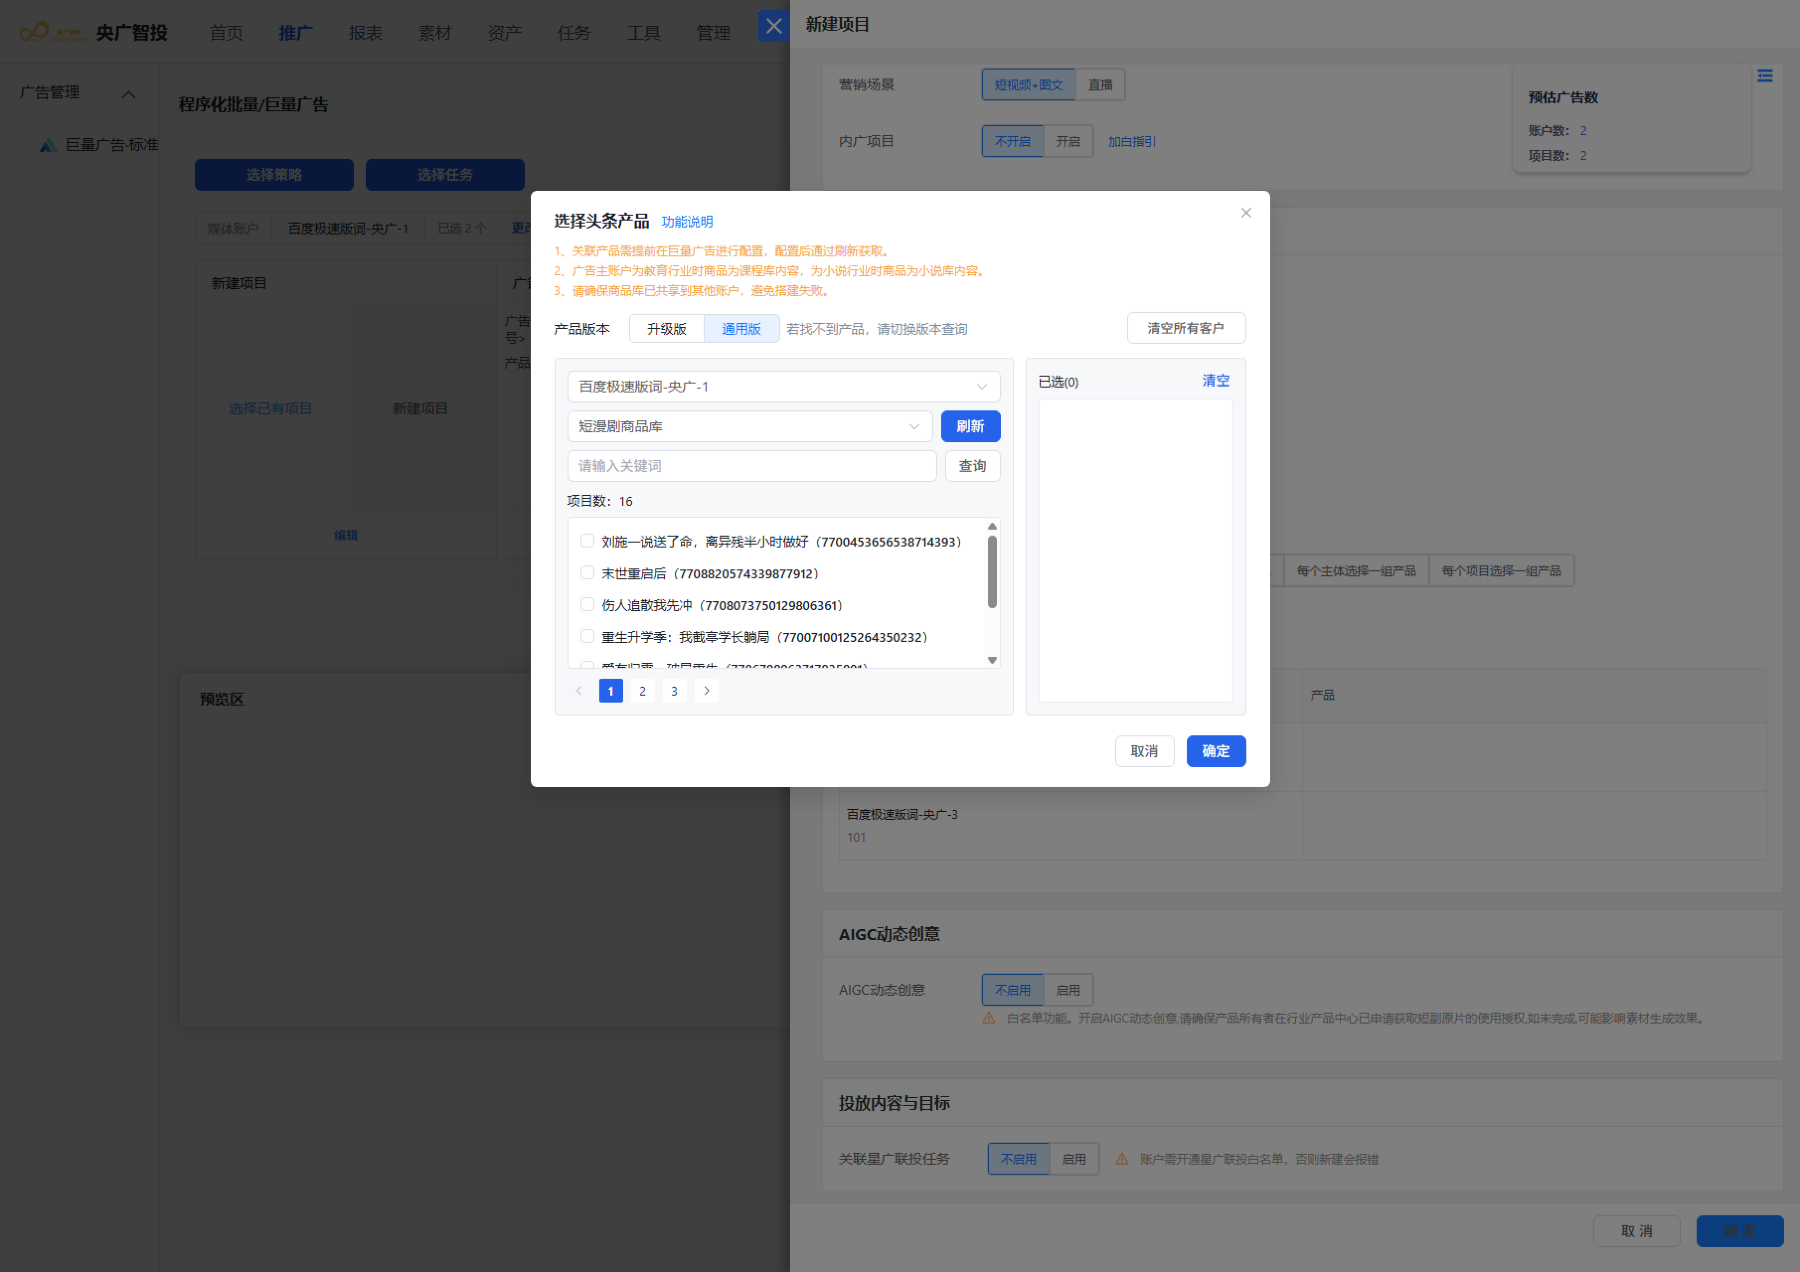 央广智投
首页 推广 报表 素材 资产 任务 工具 管理
新建项目
广告管理
巨量广告-标准
程序化批量/巨量广告
选择策略 选择任务
媒体账户 百度极速版词-央广-1 已选 2 个
新建项目
广告
号>
产品
选择已有项目 新建项目
编辑
预览区
营销场景 短视频+图文 直播
内广项目 不开启 开启 加白指引
预估广告数
账户数: 2
项目数: 2
选择头条产品 功能说明
1、关联产品需提前在巨量广告进行配置，配置后通过刷新获取。
2、广告主账户为教育行业时商品为课程库内容，为小说行业时商品为小说库内容。
3、请确保商品库已共享到其他账户，避免搭建失败。
产品版本 升级版 通用版 若找不到产品，请切换版本查询 清空所有客户
百度极速版词-央广-1
短漫剧商品库 刷新
请输入关键词 查询
项目数：16
刘施一说送了命，离异残半小时做好（7700453656538714393）
末世重启后（7708820574339877912）
伤人追散我先冲（7708073750129806361）
重生升学季：我截辜学长躺局（77007100125264350232）
1 2 3
已选(0) 清空
取消 确定
每个主体选择一组产品 每个项目选择一组产品
产品
百度极速版词-央广-3
101
AIGC动态创意
AIGC动态创意 不启用 启用
白名单功能。开启AIGC动态创意,请确保产品所有者在行业产品中心已申请获取短副原片的使用授权,如未完成,可能影响素材生成效果。
投放内容与目标
关联星广联投任务 不启用 启用 账户需开通星广联投白名单，否则新建会报错
取 消 确 定